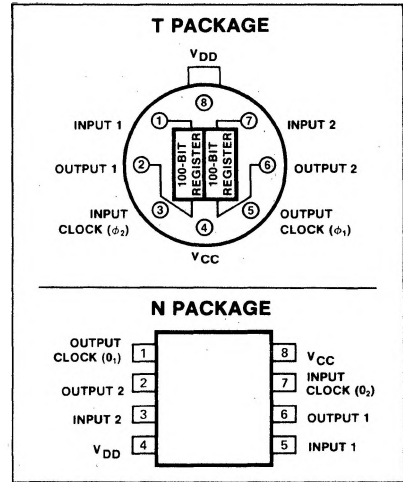 T PACKAGE
VDD
8
1
7
INPUT 1
INPUT 2
100-BIT
REGISTER
100-BIT
REGISTER
OUTPUT 1
2
6
OUTPUT 2
INPUT
CLOCK (ϕ2)
3
5
OUTPUT
CLOCK (ϕ1)
4
VCC
N PACKAGE
OUTPUT
CLOCK (01)
1
8
VCC
OUTPUT 2
2
7
INPUT
CLOCK (02)
INPUT 2
3
6
OUTPUT 1
VDD
4
5
INPUT 1